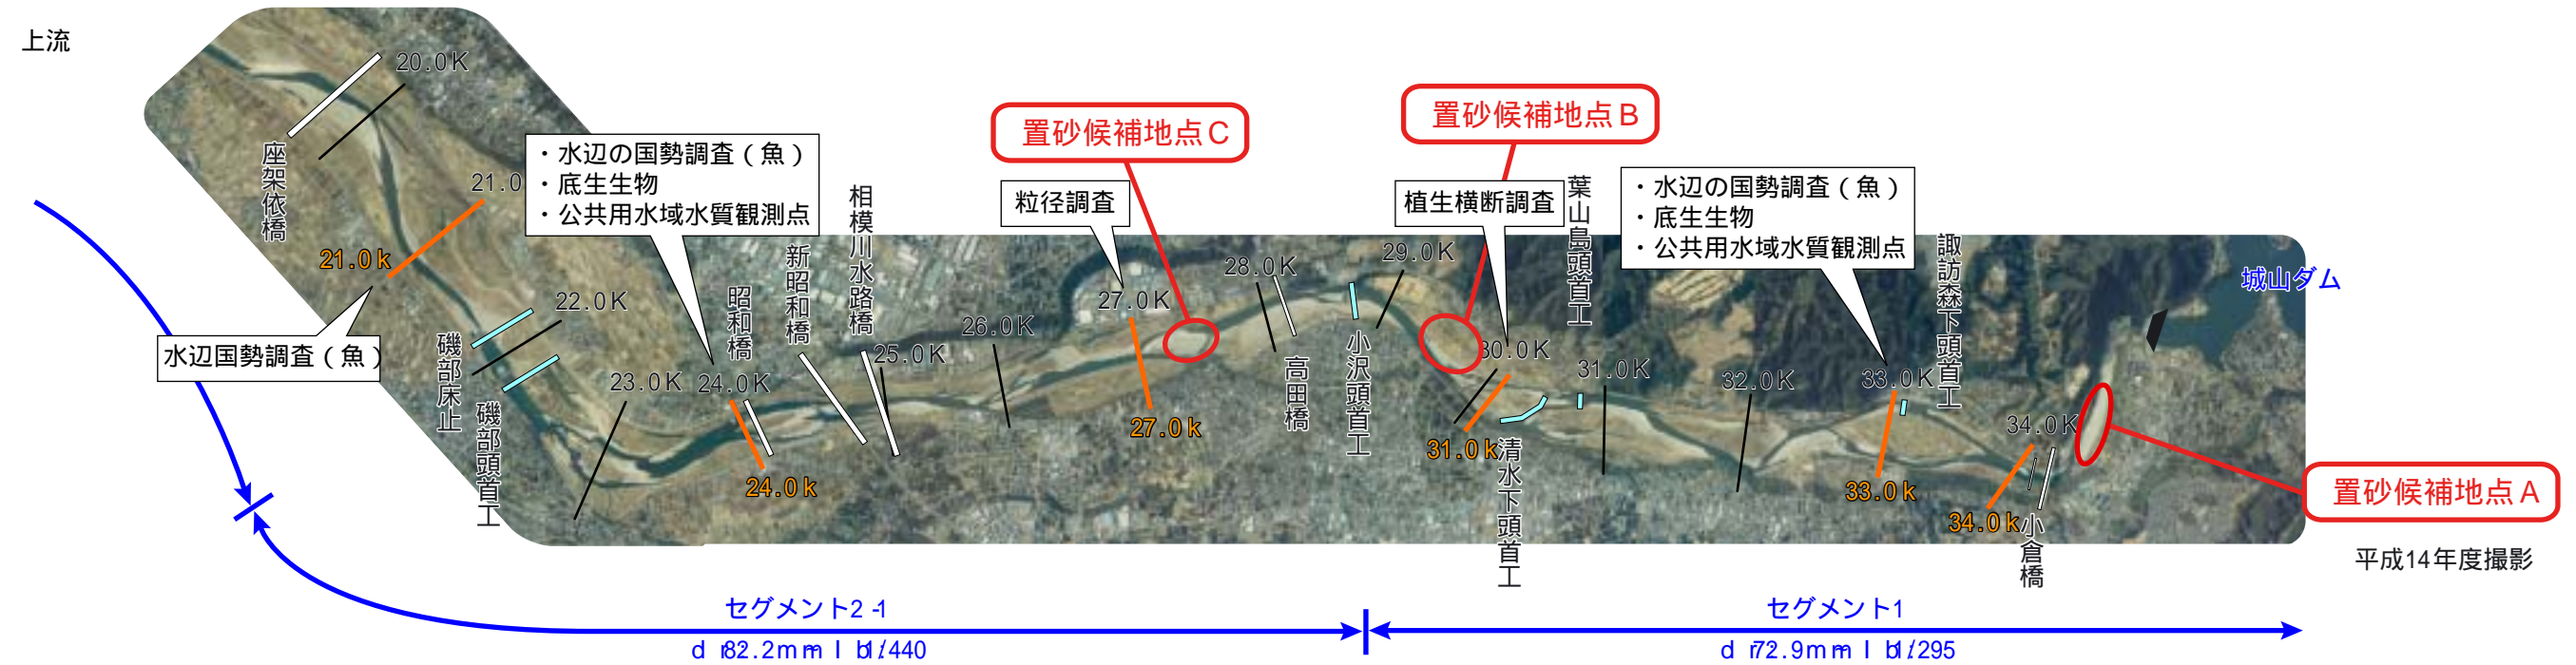 上流
20.0K
座架依橋
21.0
21.0k
水辺国勢調査(魚)
・水辺の国勢調査(魚)
・底生生物
・公共用水域水質観測点
22.0K
磯部床止
磯部頭首工
23.0K
24.0K
24.0k
昭和橋
新昭和橋
相模川水路橋
25.0K
26.0K
置砂候補地点C
粒径調査
27.0K
27.0k
28.0K
高田橋
小沢頭首工
29.0K
置砂候補地点B
植生横断調査
30.0K
31.0k
清水下頭首工
葉山島頭首工
31.0K
・水辺の国勢調査(魚)
・底生生物
・公共用水域水質観測点
32.0K
33.0K
33.0k
諏訪森下頭首工
34.0K
34.0k
小倉橋
城山ダム
置砂候補地点A
平成14年度撮影
セグメント2-1
セグメント1